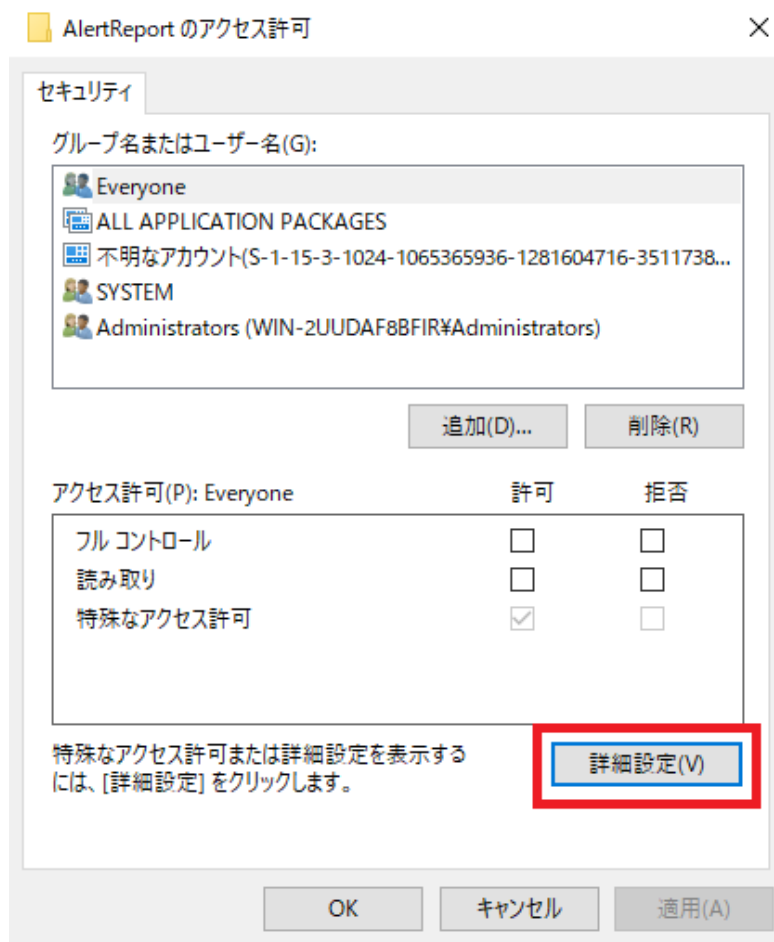 AlertReport のアクセス許可
セキュリティ
グループ名またはユーザー名(G):
Everyone
ALL APPLICATION PACKAGES
不明なアカウント(S-1-15-3-1024-1065365936-1281604716-3511738...
SYSTEM
Administrators (WIN-2UUDAF8BFIR¥Administrators)
追加(D)... 削除(R)
アクセス許可(P): Everyone 許可 拒否
フル コントロール
読み取り
特殊なアクセス許可
特殊なアクセス許可または詳細設定を表示する
には、[詳細設定] をクリックします。
詳細設定(V)
OK キャンセル 適用(A)